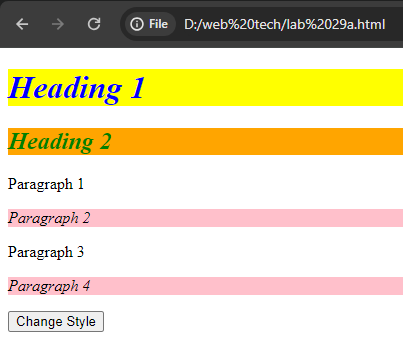 File D:/web%20tech/lab%2029a.html
Heading 1
Heading 2
Paragraph 1
Paragraph 2
Paragraph 3
Paragraph 4
Change Style